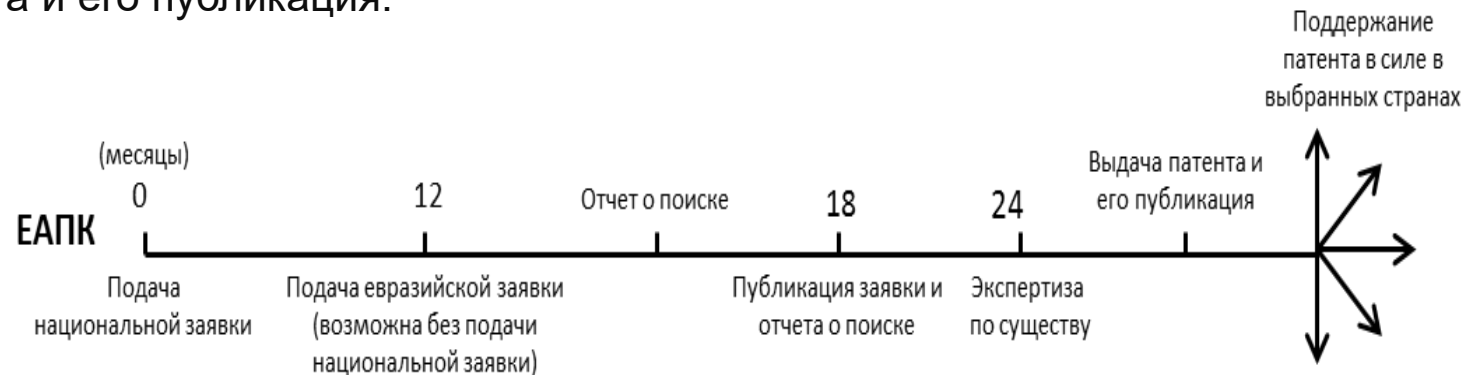 а и его публикация.
Поддержание
патента в силе в
выбранных странах
(месяцы)
Выдача патента и
его публикация
0
12
Отчет о поиске
18
24
ЕАПК
Подача
национальной заявки
Подача евразийской заявки
(возможна без подачи
национальной заявки)
Публикация заявки и
отчета о поиске
Экспертиза
по существу